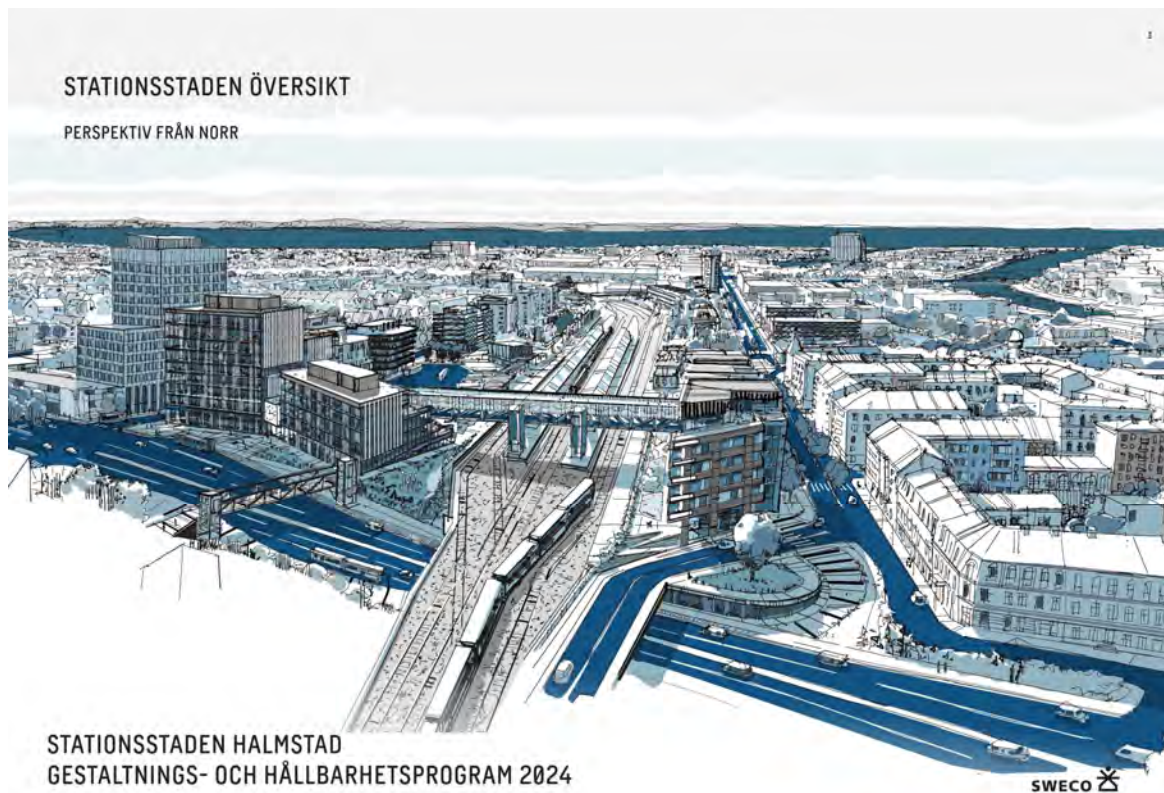 STATIONSSTADEN ÖVERSIKT
PERSPEKTIV FRÅN NORR
STATIONSSTADEN HALMSTAD
GESTALTNINGS- OCH HÅLLBARHETSPROGRAM 2024
SWECO